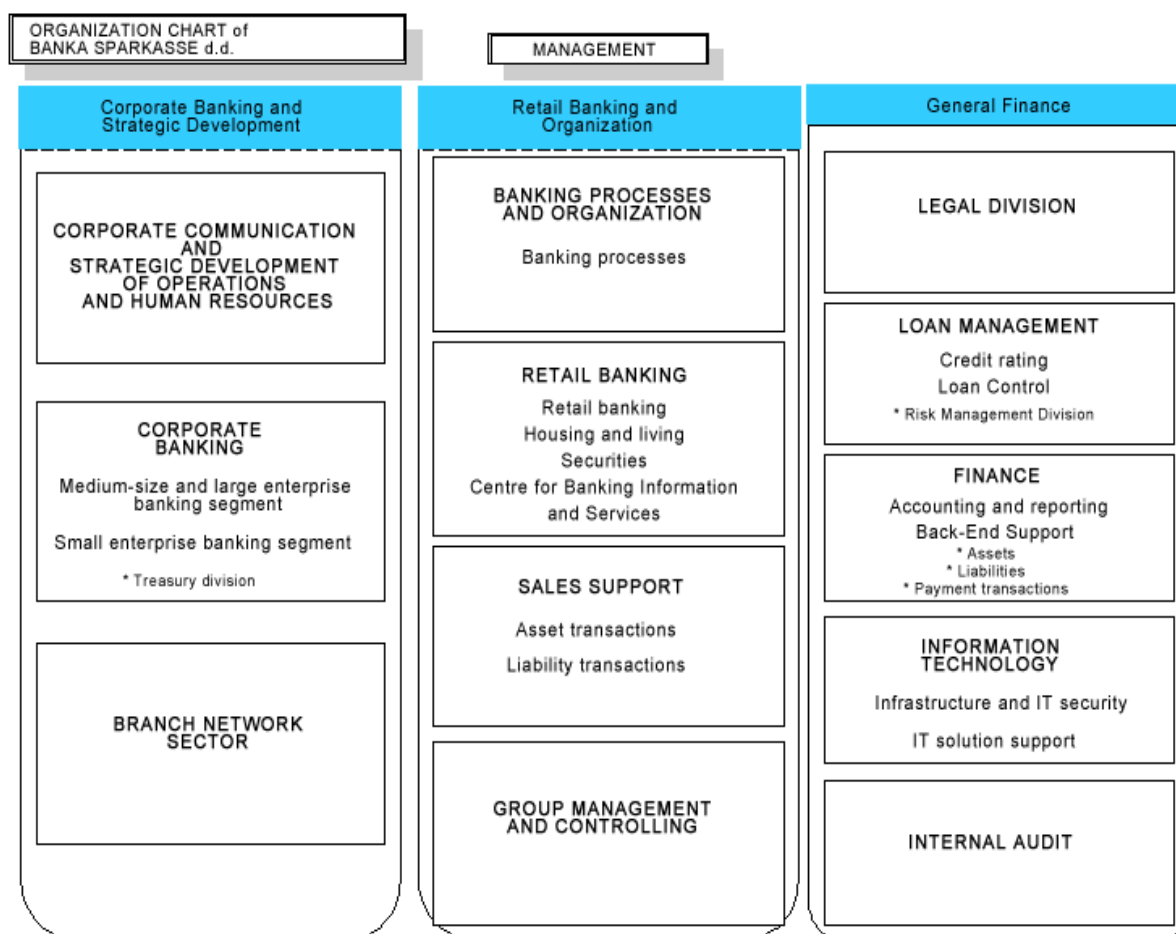 ORGANIZATION CHART of
BANKA SPARKASSE d.d.
MANAGEMENT
Corporate Banking and
Strategic Development
CORPORATE COMMUNICATION
AND
STRATEGIC DEVELOPMENT
OF OPERATIONS
AND HUMAN RESOURCES
CORPORATE
BANKING
Medium-size and large enterprise
banking segment
Small enterprise banking segment
* Treasury division
BRANCH NETWORK
SECTOR
Retail Banking and
Organization
BANKING PROCESSES
AND ORGANIZATION
Banking processes
RETAIL BANKING
Retail banking
Housing and living
Securities
Centre for Banking Information
and Services
SALES SUPPORT
Asset transactions
Liability transactions
GROUP MANAGEMENT
AND CONTROLLING
General Finance
LEGAL DIVISION
LOAN MANAGEMENT
Credit rating
Loan Control
* Risk Management Division
FINANCE
Accounting and reporting
Back-End Support
* Assets
* Liabilities
* Payment transactions
INFORMATION
TECHNOLOGY
Infrastructure and IT security
IT solution support
INTERNAL AUDIT